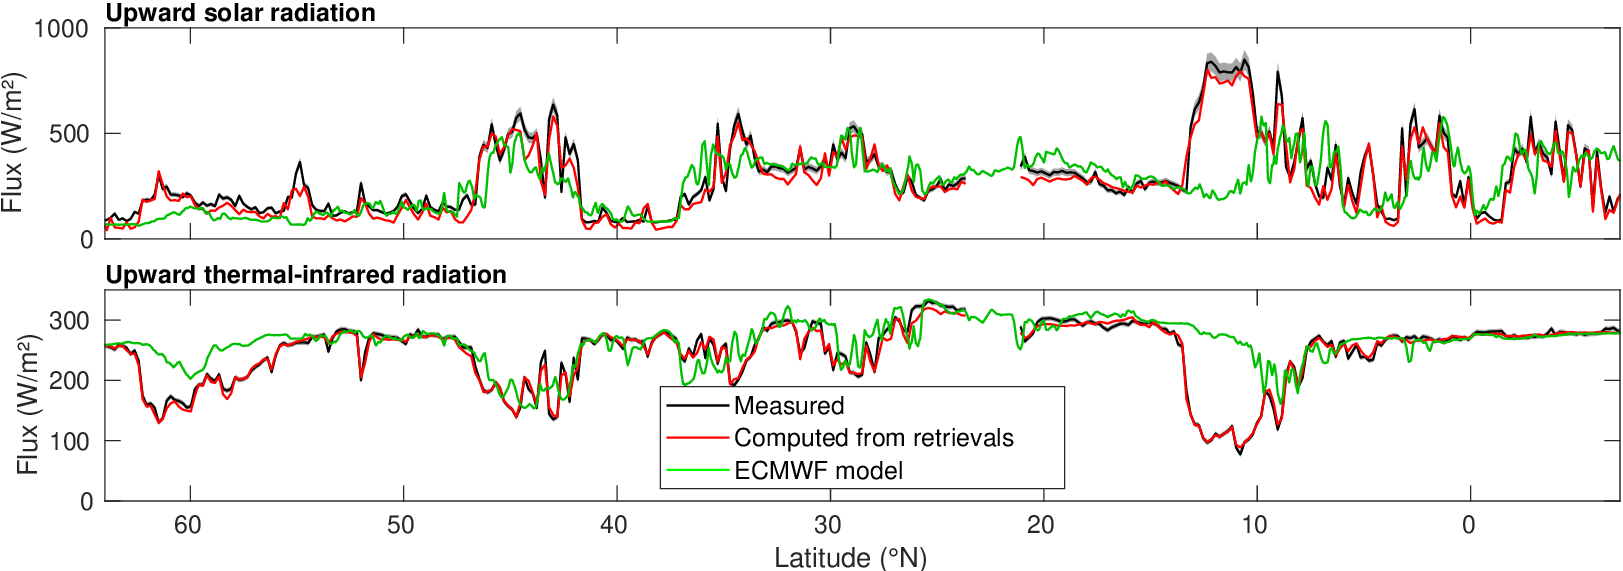 Upward solar radiation
1000
500
0
Flux (W/m²)
Upward thermal-infrared radiation
300
200
100
0
Flux (W/m²)
Measured
Computed from retrievals
ECMWF model
60 50 40 30 20 10 0
Latitude (°N)